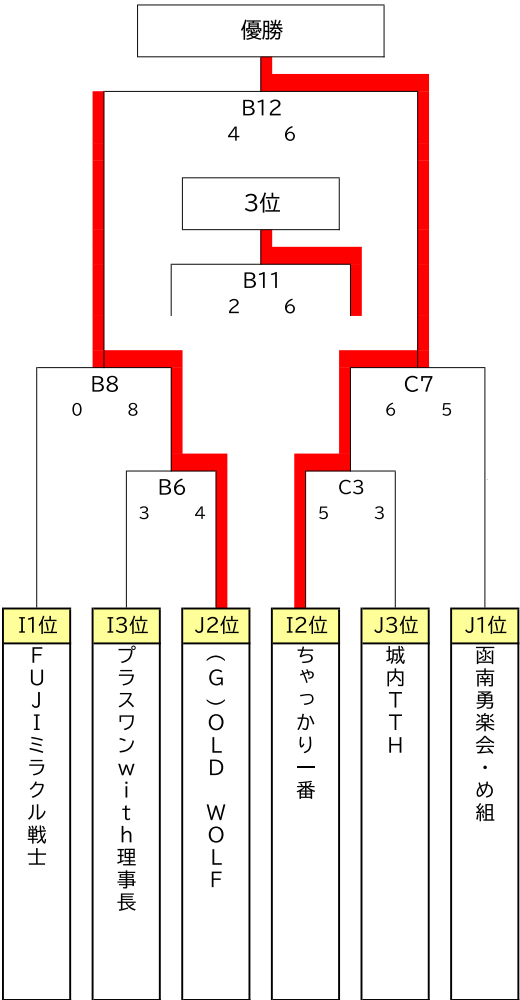 優勝
B12
4 6
3位
B11
2 6
B8
0 8
C7
6 5
B6
3 4
C3
5 3
I1位
I3位
J2位
I2位
J3位
J1位
FUJIミラクル戦士
プラスワンwith理事長
(G)OLD WOLF
ちゃっかり一番
城内TTH
函南勇楽会・め組